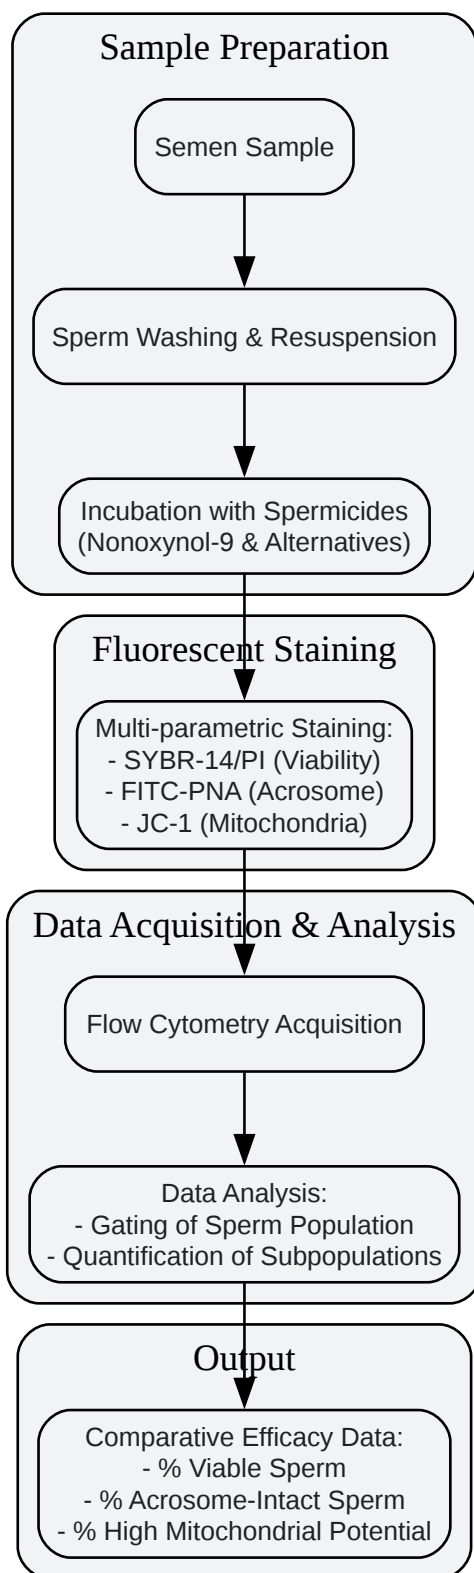 Sample Preparation
Semen Sample
Sperm Washing & Resuspension
Incubation with Spermicides
(Nonoxynol-9 & Alternatives)
Fluorescent Staining
Multi-parametric Staining:
- SYBR-14/PI (Viability)
- FITC-PNA (Acrosome)
- JC-1 (Mitochondria)
Data Acquisition & Analysis
Flow Cytometry Acquisition
Data Analysis:
- Gating of Sperm Population
- Quantification of Subpopulations
Output
Comparative Efficacy Data:
- % Viable Sperm
- % Acrosome-Intact Sperm
- % High Mitochondrial Potential